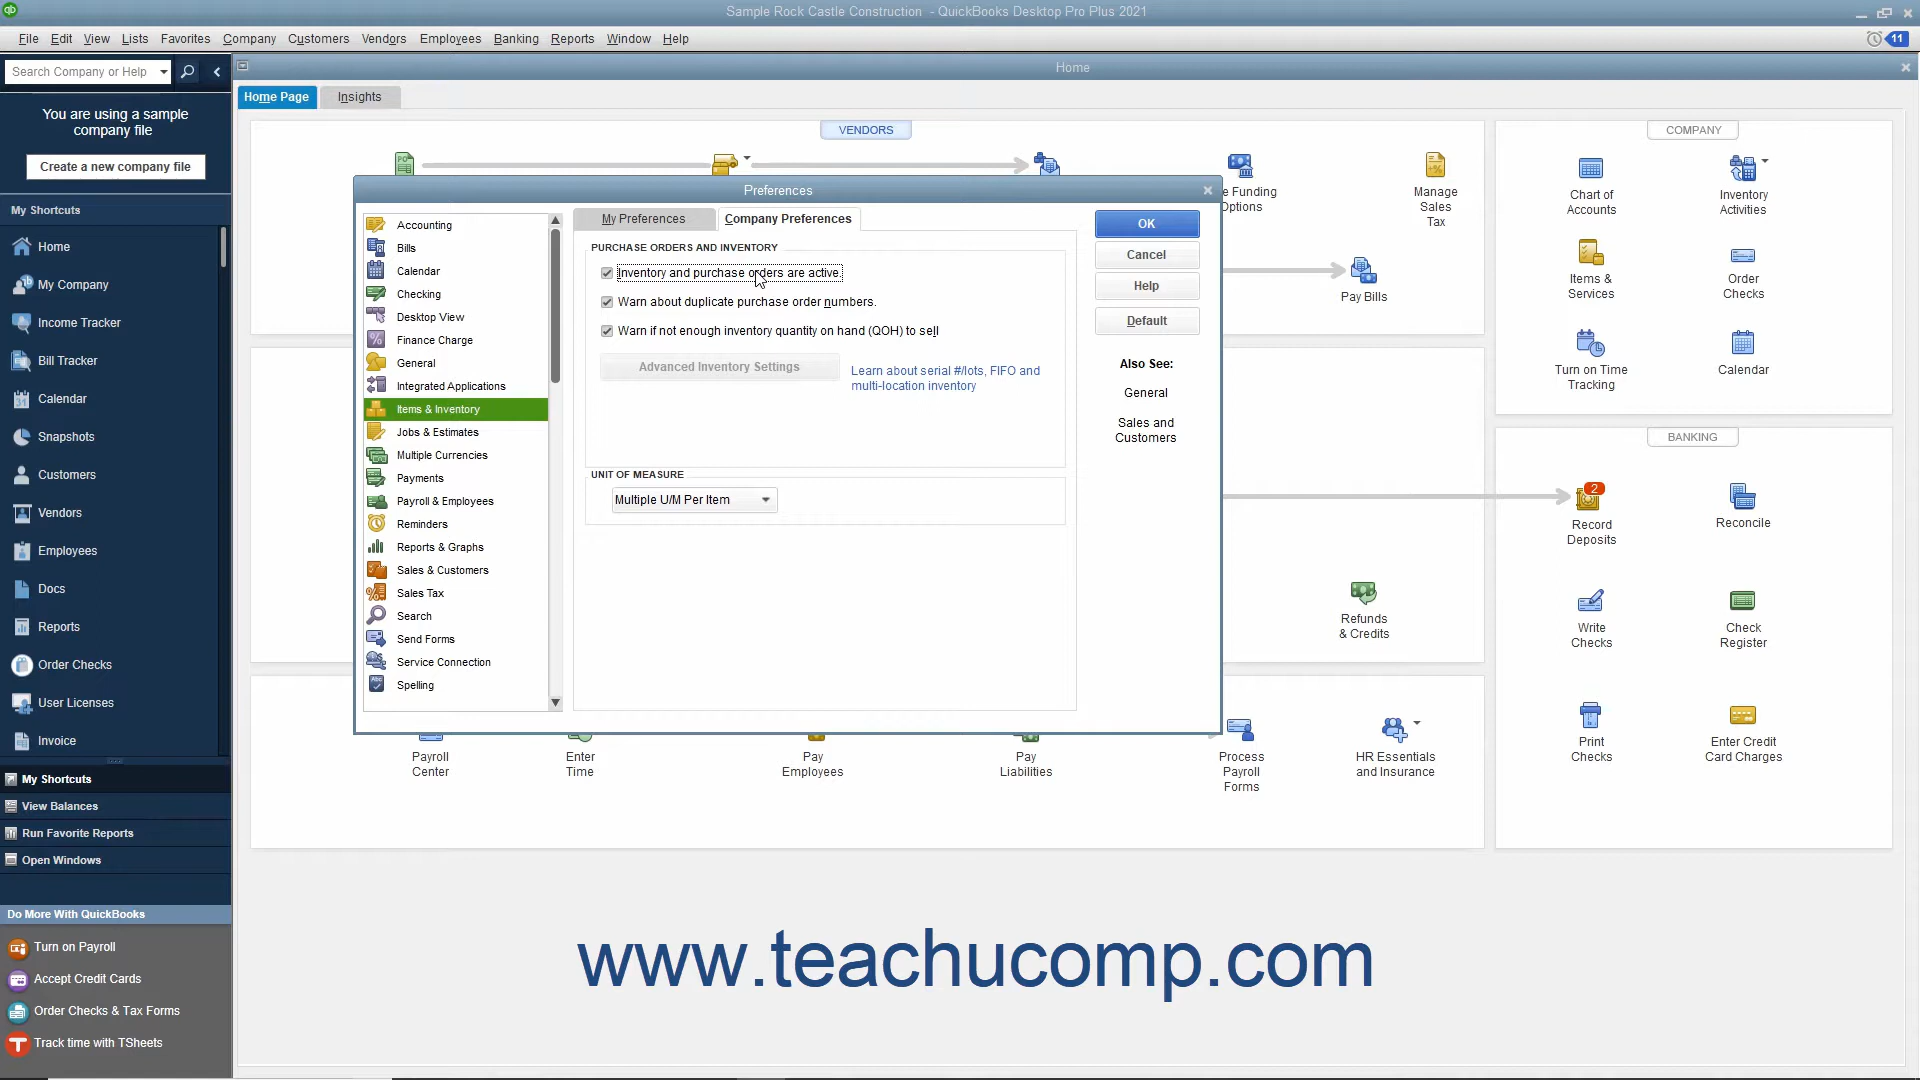 Sample Rock Castle Construction - QuickBooks Desktop Pro Plus 2021
File Edit View Lists Favorites Company Customers Vendors Employees Banking Reports Window Help
11
Search Company or Help
Home
You are using a sample
company file
Create a new company file
My Shortcuts
Home
My Company
Income Tracker
Bill Tracker
Calendar
Snapshots
Customers
Vendors
Employees
Docs
Reports
Order Checks
User Licenses
Invoice
My Shortcuts
View Balances
Run Favorite Reports
Open Windows
Do More With QuickBooks
Turn on Payroll
Accept Credit Cards
Order Checks & Tax Forms
Track time with TSheets
Home Page
Insights
VENDORS
e Funding
Options
Manage
Sales
Tax
Pay Bills
Preferences
Accounting
Bills
Calendar
Checking
Desktop View
Finance Charge
General
Integrated Applications
Items & Inventory
Jobs & Estimates
Multiple Currencies
Payments
Payroll & Employees
Reminders
Reports & Graphs
Sales & Customers
Sales Tax
Search
Send Forms
Service Connection
Spelling
My Preferences
Company Preferences
PURCHASE ORDERS AND INVENTORY
Inventory and purchase orders are active.
Warn about duplicate purchase order numbers.
Warn if not enough inventory quantity on hand (QOH) to sell
Advanced Inventory Settings
Learn about serial #/lots, FIFO and
multi-location inventory
UNIT OF MEASURE
Multiple U/M Per Item
OK
Cancel
Help
Default
Also See:
General
Sales and
Customers
Refunds
& Credits
Payroll
Center
Enter
Time
Pay
Employees
Pay
Liabilities
Process
Payroll
Forms
HR Essentials
and Insurance
COMPANY
Chart of
Accounts
Inventory
Activities
Items &
Services
Order
Checks
Turn on Time
Tracking
Calendar
BANKING
2
Record
Deposits
Reconcile
Write
Checks
Check
Register
Print
Checks
Enter Credit
Card Charges
www.teachucomp.com